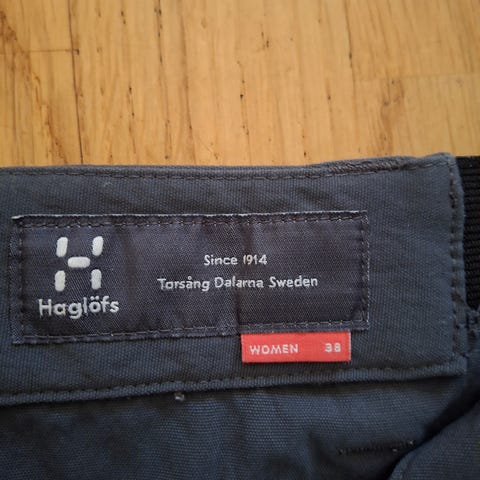 Since 1914
Torsång Dalarna Sweden
Haglöfs
WOMEN 38